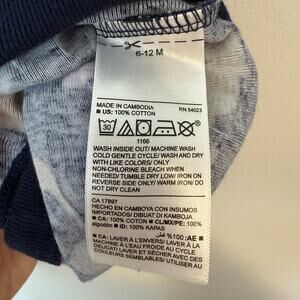 6-12 M
MADE IN CAMBODIA RN 54023
■ US: 100% COTTON
30
1166
WASH INSIDE OUT/ MACHINE WASH
COLD GENTLE CYCLE/ WASH AND DRY
WITH LIKE COLORS/ ONLY
NON-CHLORINE BLEACH WHEN
NEEDED/TUMBLE DRY LOW/ IRON ON
REVERSE SIDE ONLY/ WARM IRON/ DO
NOT DRY CLEAN
CA 17897
HECHO EN CAMBOYA CON INSUMOS
IMPORTADOS/ DIBUAT DI KAMBOJA
■ CA: 100% COTON ■ CL/MX/PE: 100%
algodón ■ ID: 100% KAPAS
%100 :AE ■
■ CA: LAVER À L'ENVERS/ LAVER À LA
MACHINE À L'EAU FROIDE AU CYCLE
DÉLICAT/ LAVER ET SÉCHER AVEC DES
COULEURS SEMBLABLES/ UTILISER